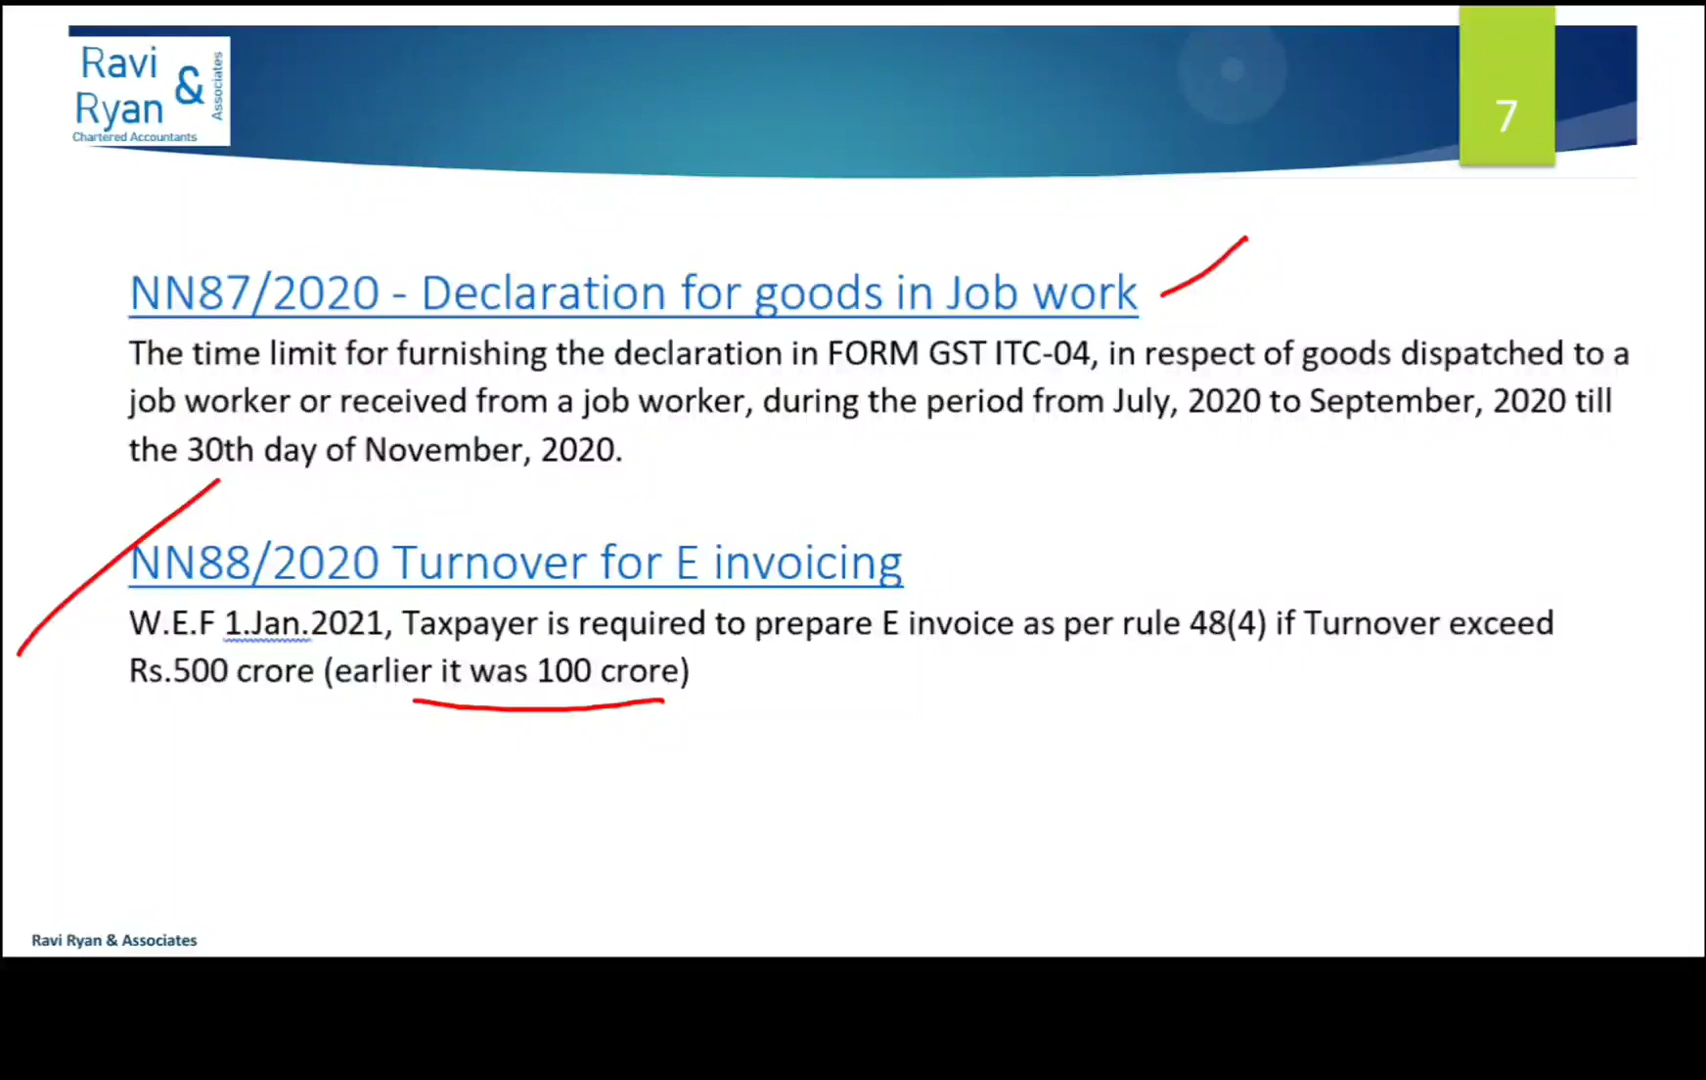 Ravi
Ryan
&
Associates
Chartered Accountants
7
NN87/2020 - Declaration for goods in Job work
The time limit for furnishing the declaration in FORM GST ITC-04, in respect of goods dispatched to a
job worker or received from a job worker, during the period from July, 2020 to September, 2020 till
the 30th day of November, 2020.
NN88/2020 Turnover for E invoicing
W.E.F 1.Jan.2021, Taxpayer is required to prepare E invoice as per rule 48(4) if Turnover exceed
Rs.500 crore (earlier it was 100 crore)
Ravi Ryan & Associates